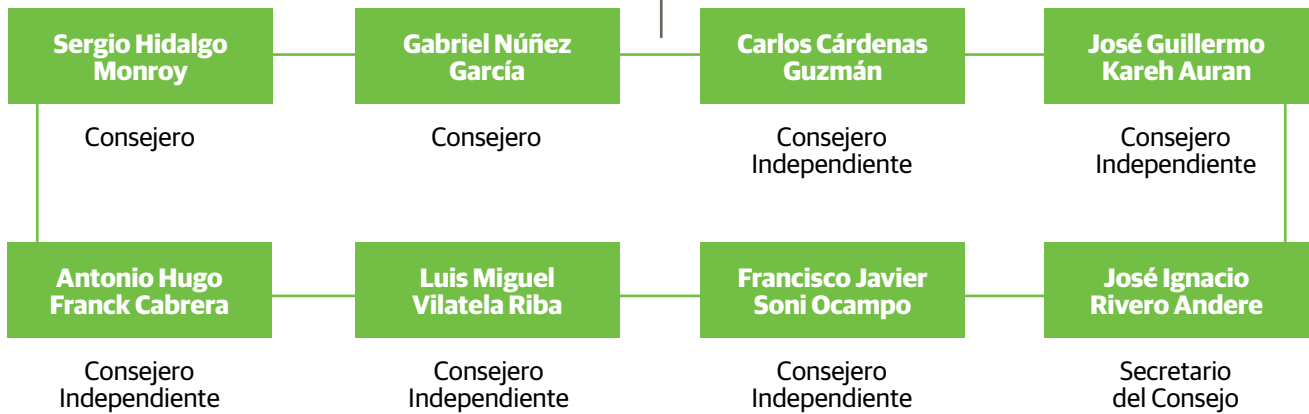 Sergio Hidalgo
Monroy
Consejero
Gabriel Núñez
García
Consejero
Carlos Cárdenas
Guzmán
Consejero
Independiente
José Guillermo
Kareh Auran
Consejero
Independiente
Antonio Hugo
Franck Cabrera
Consejero
Independiente
Luis Miguel
Vilatela Riba
Consejero
Independiente
Francisco Javier
Soni Ocampo
Consejero
Independiente
José Ignacio
Rivero Andere
Secretario
del Consejo